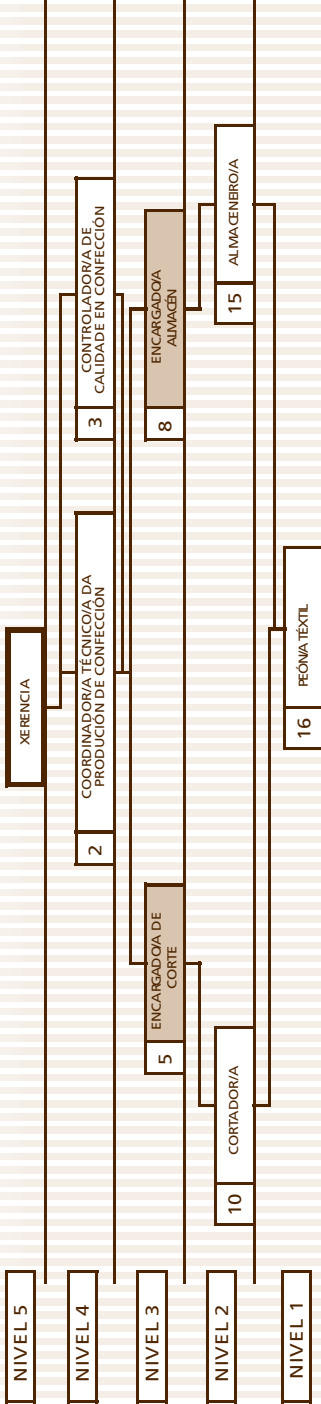 NIVEL 5
XERENCIA
NIVEL 4
2
COORDINADOR/A TÉCNICO/A DA
PRODUCIÓN DE CONFECCIÓN
3
CONTROLADOR/A DE
CALIDADE EN CONFECCIÓN
NIVEL 3
5
ENCARGADO/A DE
CORTE
8
ENCARGADO/A
ALMACÉN
NIVEL 2
10
CORTADOR/A
15
ALMACENEIRO/A
NIVEL 1
16
PEÓN/A TÉXTIL